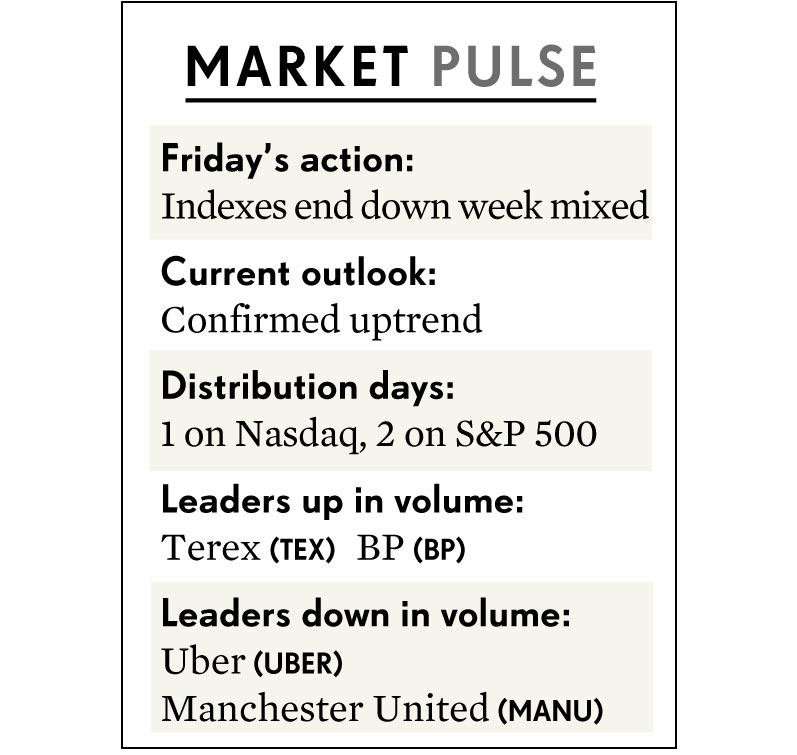 MARKET PULSE
Friday’s action:
Indexes end down week mixed
Current outlook:
Confirmed uptrend
Distribution days:
1 on Nasdaq, 2 on S&P 500
Leaders up in volume:
Terex (TEX) BP (BP)
Leaders down in volume:
Uber (UBER)
Manchester United (MANU)